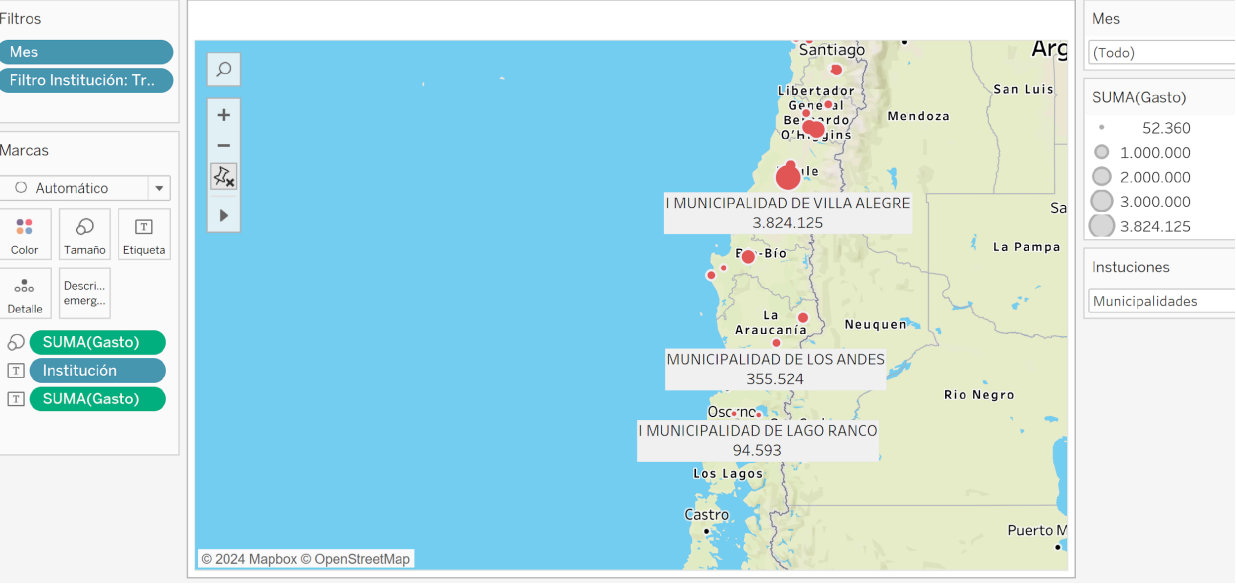 Filtros
Mes
Filtro Institución: Tr..
Marcas
Automático
Color
Tamaño
Etiqueta
Detalle
Descri...
emerg...
SUMA(Gasto)
Institución
SUMA(Gasto)
Santiago
Libertador
General
Bernardo
O'Higgins
Mendoza
San Luis
I MUNICIPALIDAD DE VILLA ALEGRE
3.824.125
La Pampa
La
Araucanía
Neuquen
MUNICIPALIDAD DE LOS ANDES
355.524
Rio Negro
Osorno
I MUNICIPALIDAD DE LAGO RANCO
94.593
Los Lagos
Castro
Puerto M
© 2024 Mapbox © OpenStreetMap
Mes
(Todo)
SUMA(Gasto)
52.360
1.000.000
2.000.000
3.000.000
3.824.125
Instuciones
Municipalidades